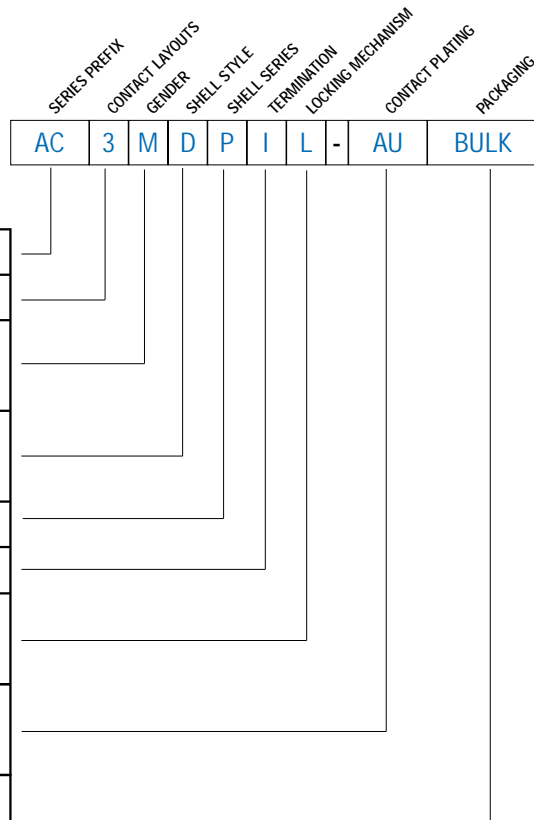 SERIES PREFIX
CONTACT LAYOUTS
GENDER
SHELL STYLE
SHELL SERIES
TERMINATION
LOCKING MECHANISM
CONTACT PLATING
PACKAGING
AC 3 M D P I L - AU BULK